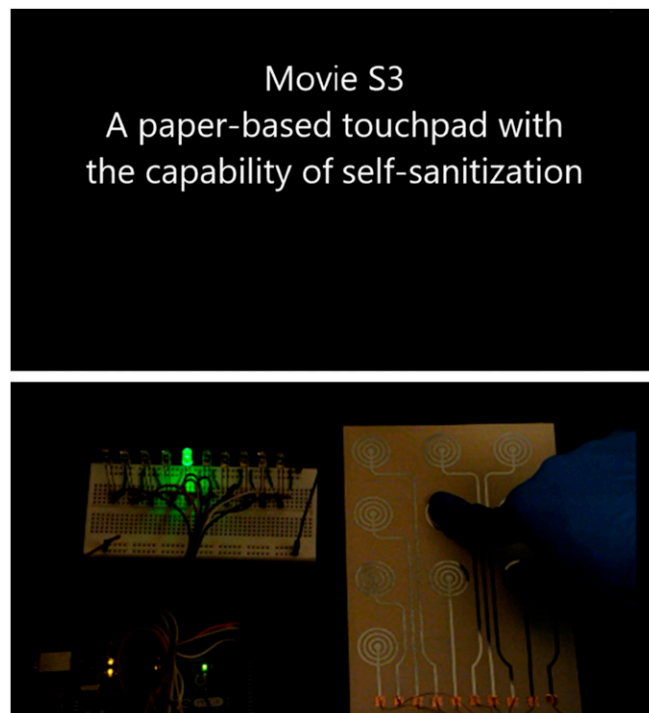 Movie S3
A paper-based touchpad with
the capability of self-sanitization